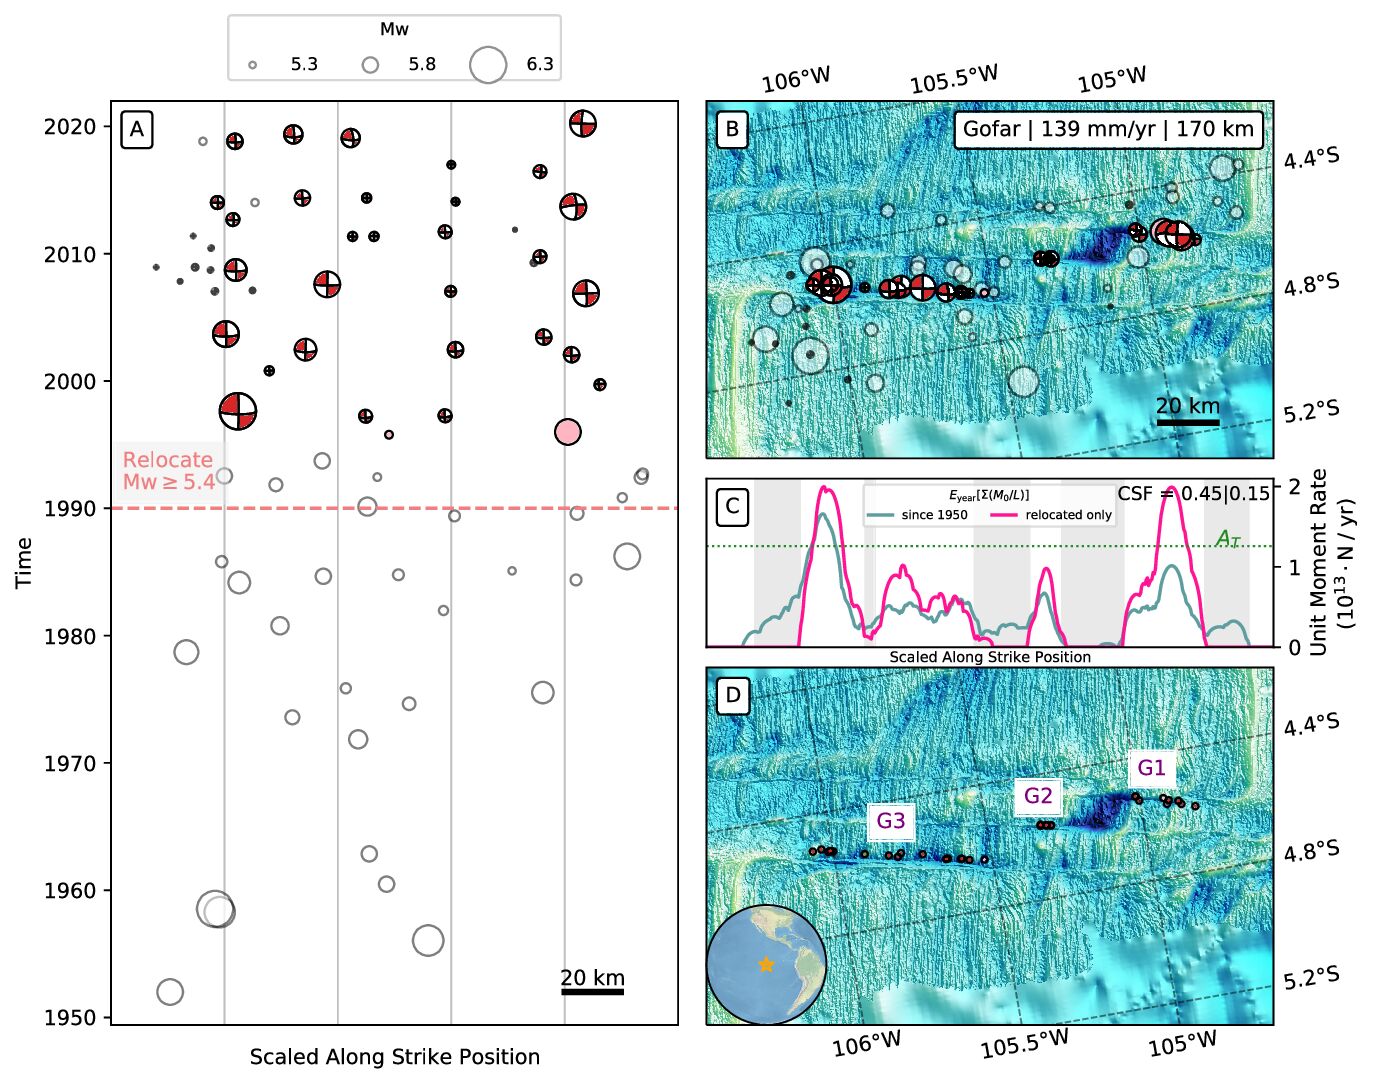 Mw
5.3 5.8 6.3
A
2020
2010
2000
1990
1980
1970
1960
1950
Time
Relocate
Mw ≥ 5.4
20 km
Scaled Along Strike Position
106°W 105.5°W 105°W
B
Gofar | 139 mm/yr | 170 km
4.4°S
4.8°S
5.2°S
20 km
C
E_year[Σ(M₀/L)]
since 1950 relocated only
CSF = 0.45|0.15
A_T
2
1
0
Unit Moment Rate
(10¹³ · N / yr)
Scaled Along Strike Position
D
G1
G2
G3
4.4°S
4.8°S
5.2°S
106°W 105.5°W 105°W